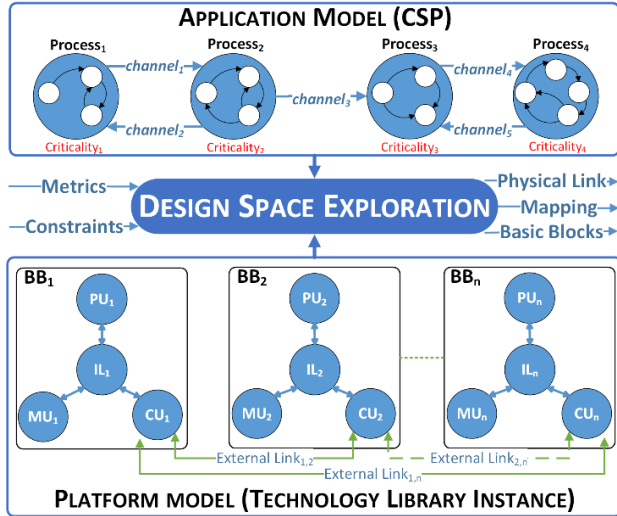 APPLICATION MODEL (CSP)
Process1 Process2 Process3 Process4
channel1 channel4
channel3
channel2 channel5
Criticality1 Criticality2 Criticality3 Criticality4
Metrics
Constraints
DESIGN SPACE EXPLORATION
Physical Link
Mapping
Basic Blocks
BB1 BB2 BBn
PU1 PU2 PUn
IL1 IL2 ILn
MU1 CU1 MU2 CU2 MUn CUn
External Link1,2 External Link2,n
External Link1,n
PLATFORM MODEL (TECHNOLOGY LIBRARY INSTANCE)